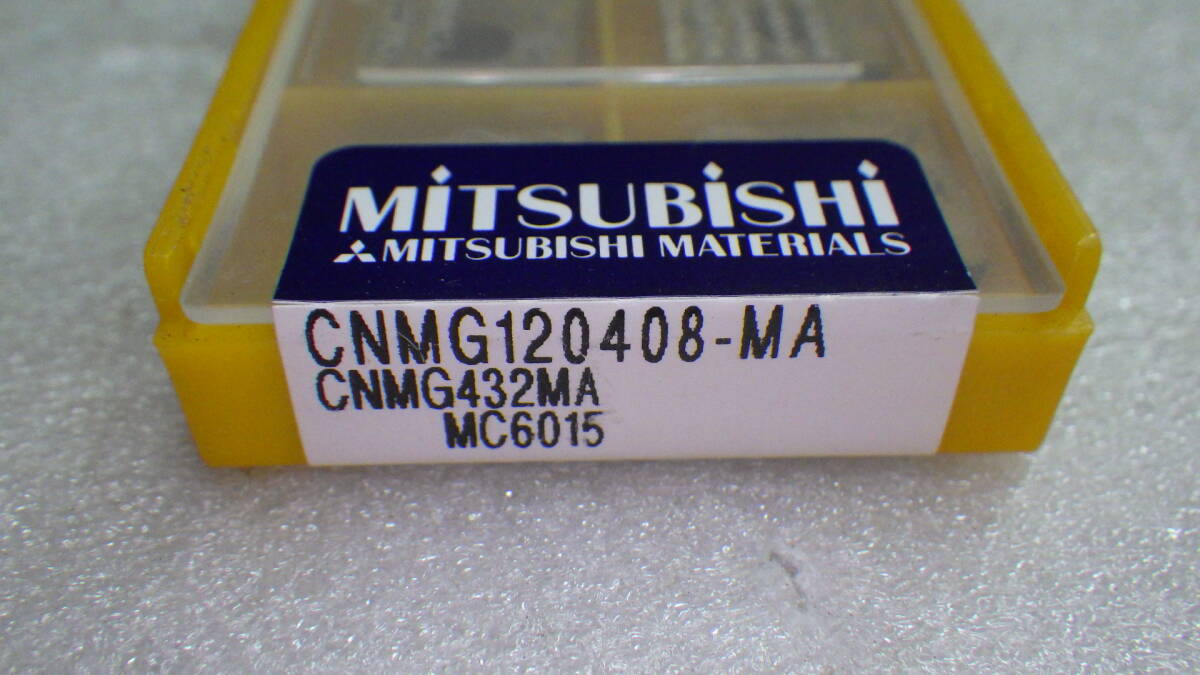 MITSUBISHI
MITSUBISHI MATERIALS
CNMG120408-MA
CNMG432MA
MC6015